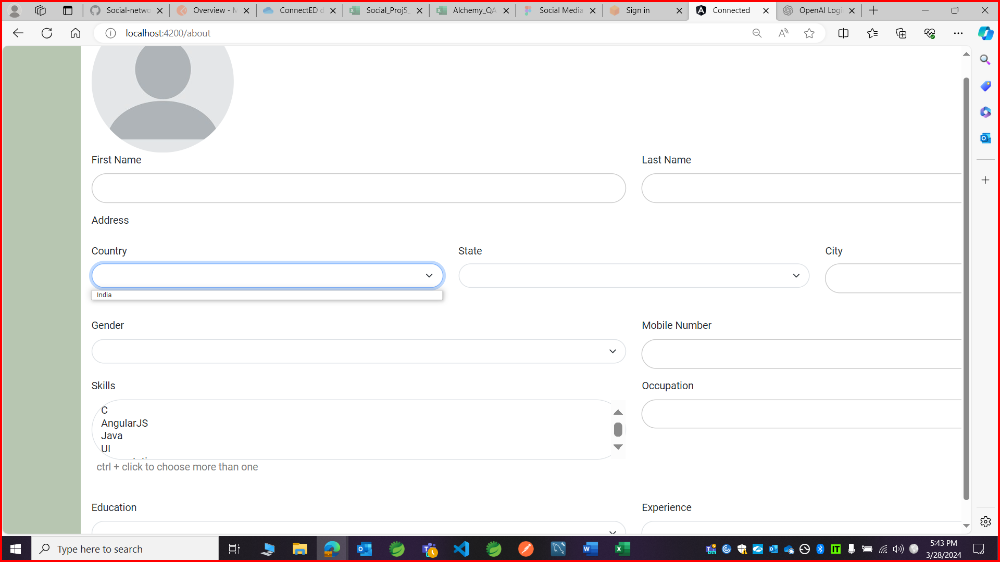 Social-netwo
Overview - M
ConnectED d
Social_Proj5_
Alchemy_QA
Social Media
Sign in
Connected
OpenAI Logi
localhost:4200/about
First Name
Last Name
Address
Country
State
City
India
Gender
Mobile Number
Skills
Occupation
C
AngularJS
Java
UI
ctrl + click to choose more than one
Education
Experience
Type here to search
5:43 PM
3/28/2024